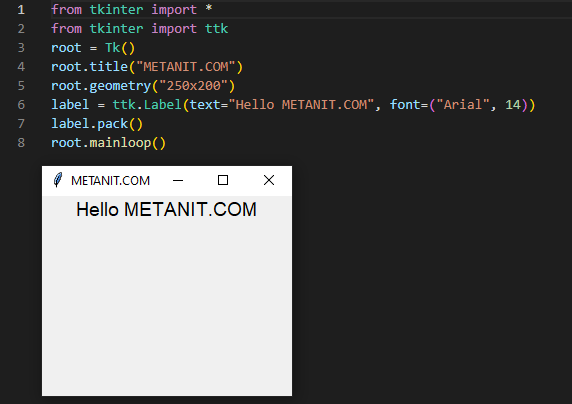 1 from tkinter import *
2 from tkinter import ttk
3 root = Tk()
4 root.title("METANIT.COM")
5 root.geometry("250x200")
6 label = ttk.Label(text="Hello METANIT.COM", font=("Arial", 14))
7 label.pack()
8 root.mainloop()
METANIT.COM
Hello METANIT.COM